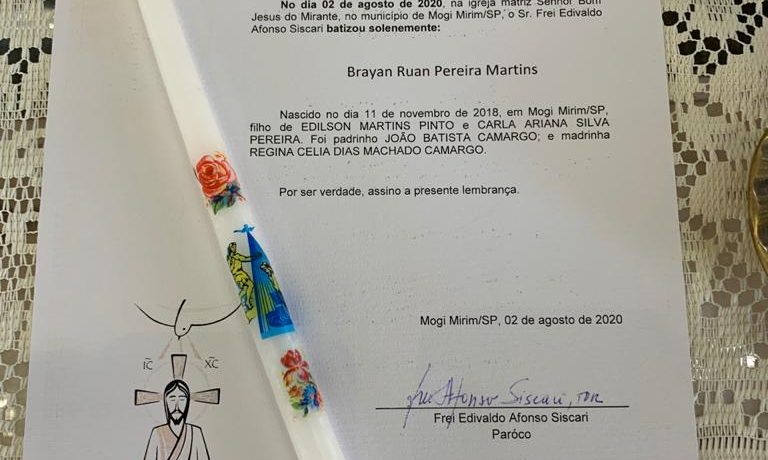 No dia 02 de agosto de 2020, na igreja matriz Senhor Bom
Jesus do Mirante, no município de Mogi Mirim/SP, o Sr. Frei Edivaldo
Afonso Siscari batizou solenemente:
Brayan Ruan Pereira Martins
Nascido no dia 11 de novembro de 2018, em Mogi Mirim/SP,
filho de EDILSON MARTINS PINTO e CARLA ARIANA SILVA
PEREIRA. Foi padrinho JOÃO BATISTA CAMARGO; e madrinha
REGINA CELIA DIAS MACHADO CAMARGO.
Por ser verdade, assino a presente lembrança.
Mogi Mirim/SP, 02 de agosto de 2020
IC XC
Frei Afonso Siscari, TOR
Frei Edivaldo Afonso Siscari
Paróco